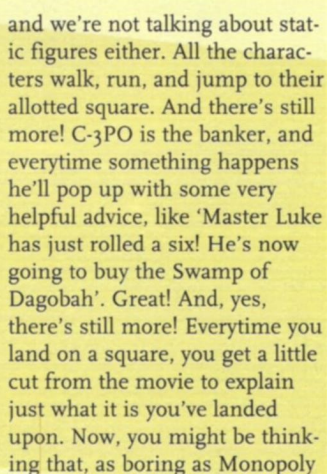 and we're not talking about stat-
ic figures either. All the charac-
ters walk, run, and jump to their
allotted square. And there's still
more! C-3PO is the banker, and
everytime something happens
he'll pop up with some very
helpful advice, like ‘Master Luke
has just rolled a six! He's now
going to buy the Swamp of
Dagobah’. Great! And, yes,
there's still more! Everytime you
land on a square, you get a little
cut from the movie to explain
just what it is you've landed
upon. Now, you might be think-
ing that, as boring as Monopoly